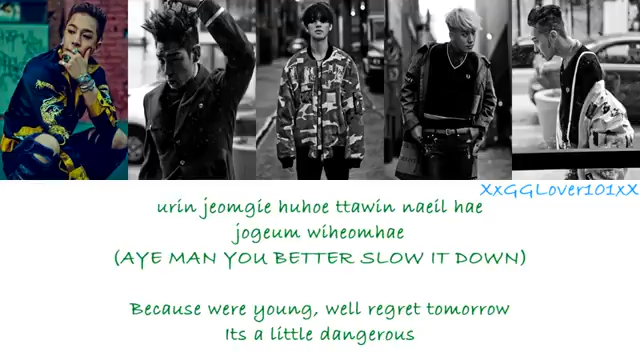 XxGGLover101xX
urin jeomgie huhoe ttawin naeil hae
jogeum wiheomhae
(AYE MAN YOU BETTER SLOW IT DOWN)
Because were young, well regret tomorrow
Its a little dangerous